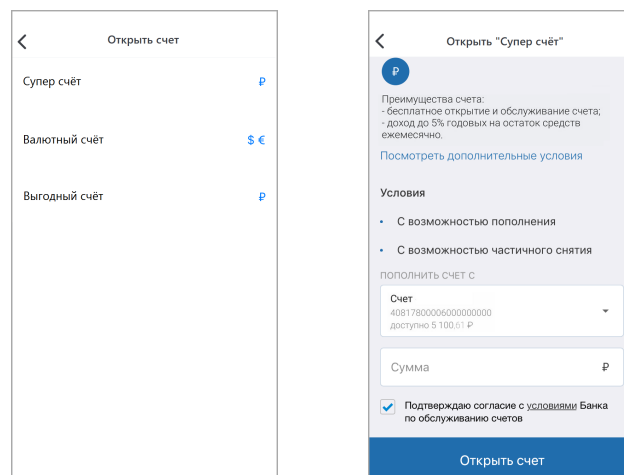 Открыть счет
Супер счёт ₽
Валютный счёт $ €
Выгодный счёт ₽
Открыть "Супер счёт"
₽
Преимущества счета:
- бесплатное открытие и обслуживание счета;
- доход до 5% годовых на остаток средств
ежемесячно.
Посмотреть дополнительные условия
Условия
• С возможностью пополнения
• С возможностью частичного снятия
ПОПОЛНИТЬ СЧЕТ С
Счет
40817800006000000000
доступно 5 100,61 ₽
Сумма ₽
Подтверждаю согласие с условиями Банка
по обслуживанию счетов
Открыть счет